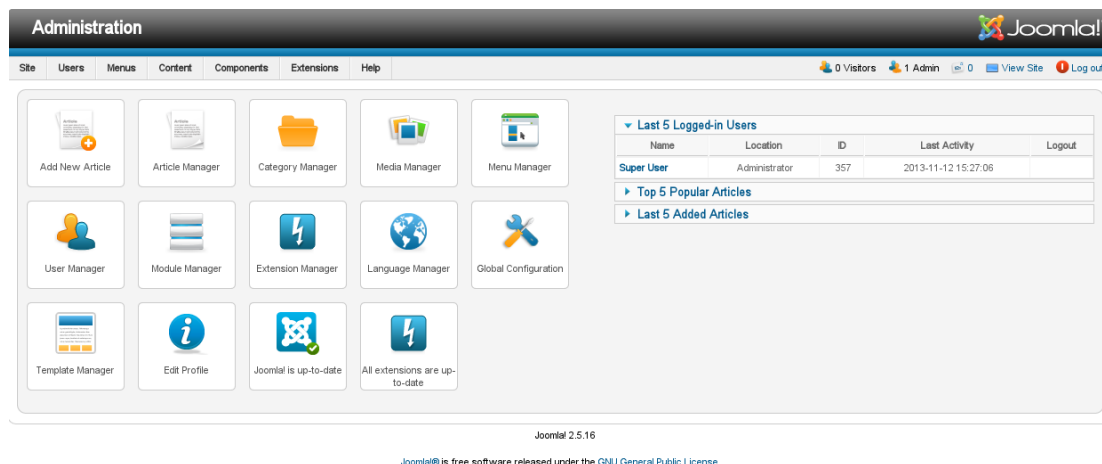 Administration
Joomla!
Site Users Menus Content Components Extensions Help
0 Visitors 1 Admin 0 View Site Log out
Add New Article
Article Manager
Category Manager
Media Manager
Menu Manager
User Manager
Module Manager
Extension Manager
Language Manager
Global Configuration
Template Manager
Edit Profile
Joomla! is up-to-date
All extensions are up-
to-date
Last 5 Logged-in Users
Name Location ID Last Activity Logout
Super User Administrator 357 2013-11-12 15:27:06
Top 5 Popular Articles
Last 5 Added Articles
Joomla! 2.5.16
Joomla!® is free software released under the GNU General Public License.